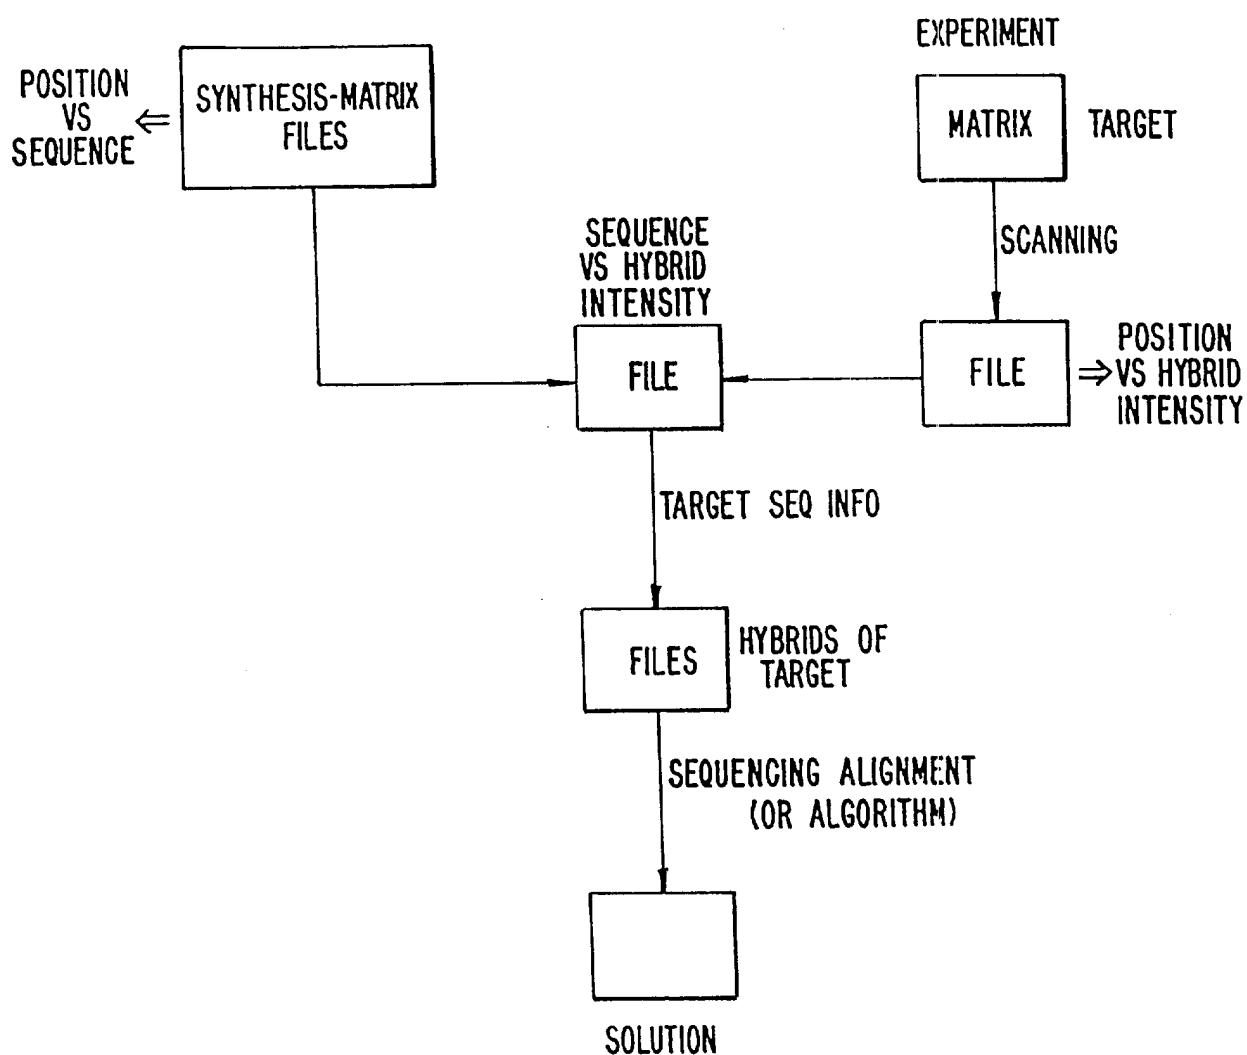 EXPERIMENT
POSITION
VS
SEQUENCE
SYNTHESIS-MATRIX
FILES
MATRIX
TARGET
SCANNING
SEQUENCE
VS HYBRID
INTENSITY
FILE
FILE
POSITION
VS HYBRID
INTENSITY
TARGET SEQ INFO
FILES
HYBRIDS OF
TARGET
SEQUENCING ALIGNMENT
(OR ALGORITHM)
SOLUTION